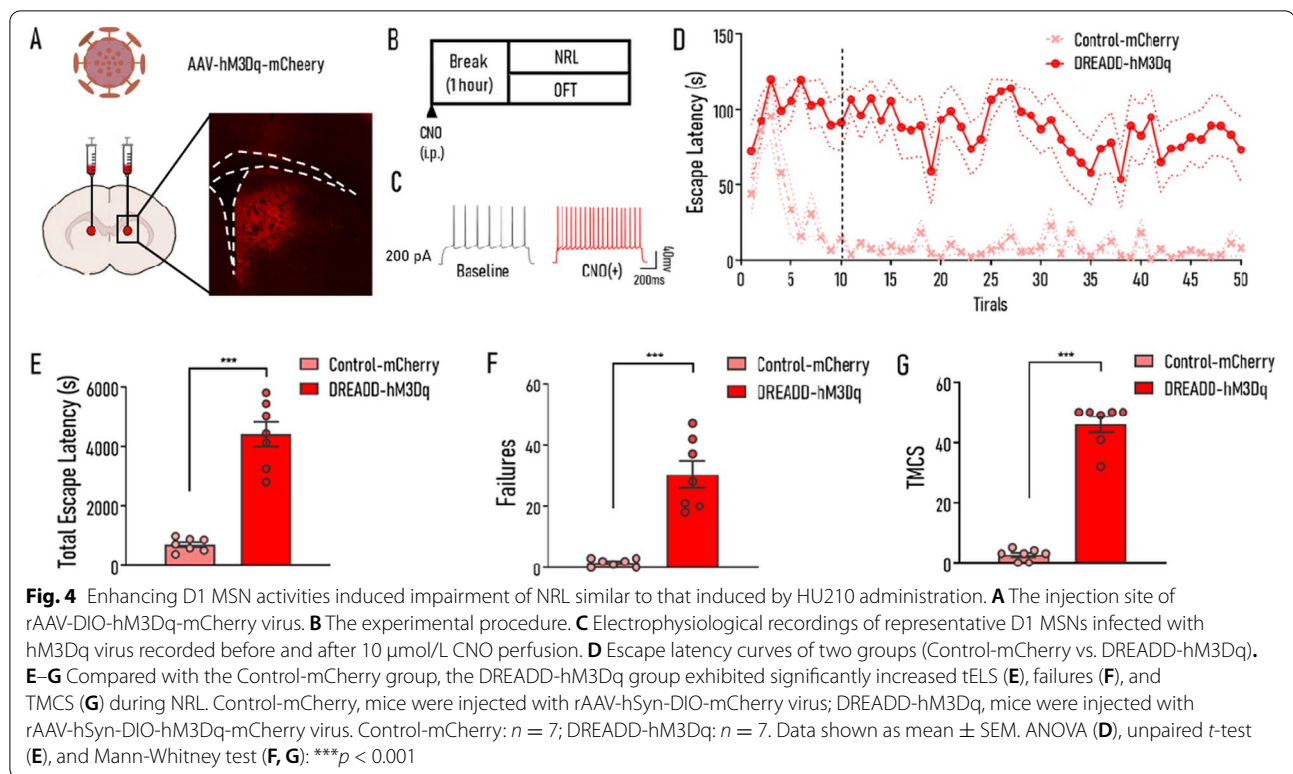 A
AAV-hM3Dq-mCheery
B
Break
(1 hour)
NRL
OFT
CNO
(i.p.)
C
200 pA
Baseline
CNO(+)
40mv
200ms
D
Control-mCherry
DREADD-hM3Dq
Escape Latency (s)
150
100
50
0
0 5 10 15 20 25 30 35 40 45 50
Tirals
E
Control-mCherry
DREADD-hM3Dq
***
Total Escape Latency (s)
6000
4000
2000
0
F
Control-mCherry
DREADD-hM3Dq
***
Failures
60
40
20
0
G
Control-mCherry
DREADD-hM3Dq
***
TMCS
60
40
20
0
Fig. 4 Enhancing D1 MSN activities induced impairment of NRL similar to that induced by HU210 administration. A The injection site of
rAAV-DIO-hM3Dq-mCherry virus. B The experimental procedure. C Electrophysiological recordings of representative D1 MSNs infected with
hM3Dq virus recorded before and after 10 μmol/L CNO perfusion. D Escape latency curves of two groups (Control-mCherry vs. DREADD-hM3Dq).
E–G Compared with the Control-mCherry group, the DREADD-hM3Dq group exhibited significantly increased tELS (E), failures (F), and
TMCS (G) during NRL. Control-mCherry, mice were injected with rAAV-hSyn-DIO-mCherry virus; DREADD-hM3Dq, mice were injected with
rAAV-hSyn-DIO-hM3Dq-mCherry virus. Control-mCherry: n = 7; DREADD-hM3Dq: n = 7. Data shown as mean ± SEM. ANOVA (D), unpaired t-test
(E), and Mann-Whitney test (F, G): ***p < 0.001